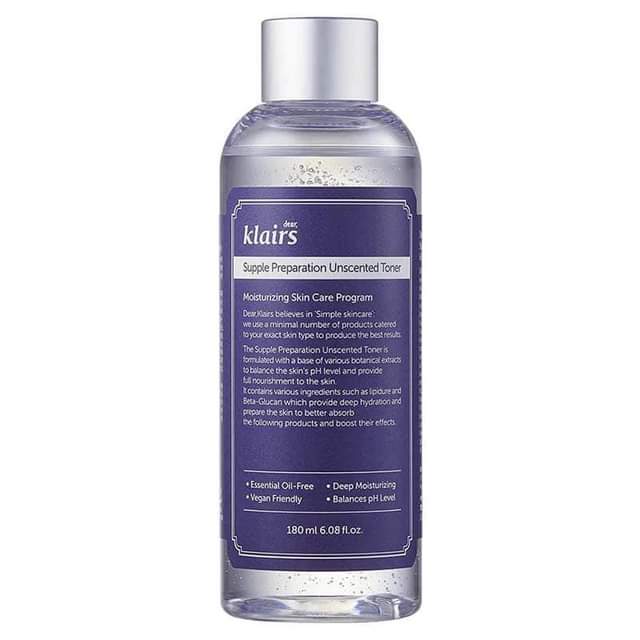 dear,
klairs
Supple Preparation Unscented Toner
Moisturizing Skin Care Program
Dear,Klairs believes in 'Simple skincare':
we use a minimal number of products catered
to your exact skin type to produce the best results.
The Supple Preparation Unscented Toner is
formulated with a base of various botanical extracts
to balance the skin's pH level and provide
full nourishment to the skin.
It contains various ingredients such as lipidure and
Beta-Glucan which provide deep hydration and
prepare the skin to better absorb
the following products and boost their effects.
• Essential Oil-Free • Deep Moisturizing
• Vegan Friendly • Balances pH Level
180 ml 6.08 fl.oz.